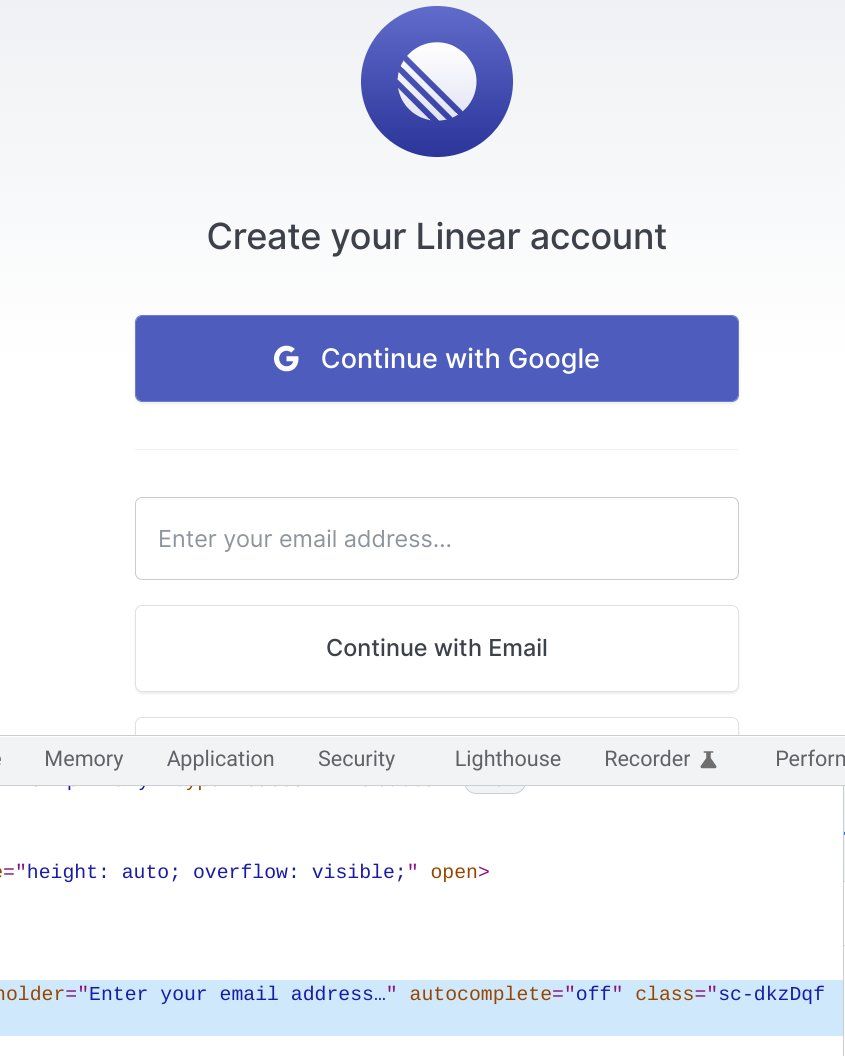 Create your Linear account
Continue with Google
Enter your email address...
Continue with Email
Memory Application Security Lighthouse Recorder Perforn
="height: auto; overflow: visible;" open>
holder="Enter your email address…" autocomplete="off" class="sc-dkzDqf